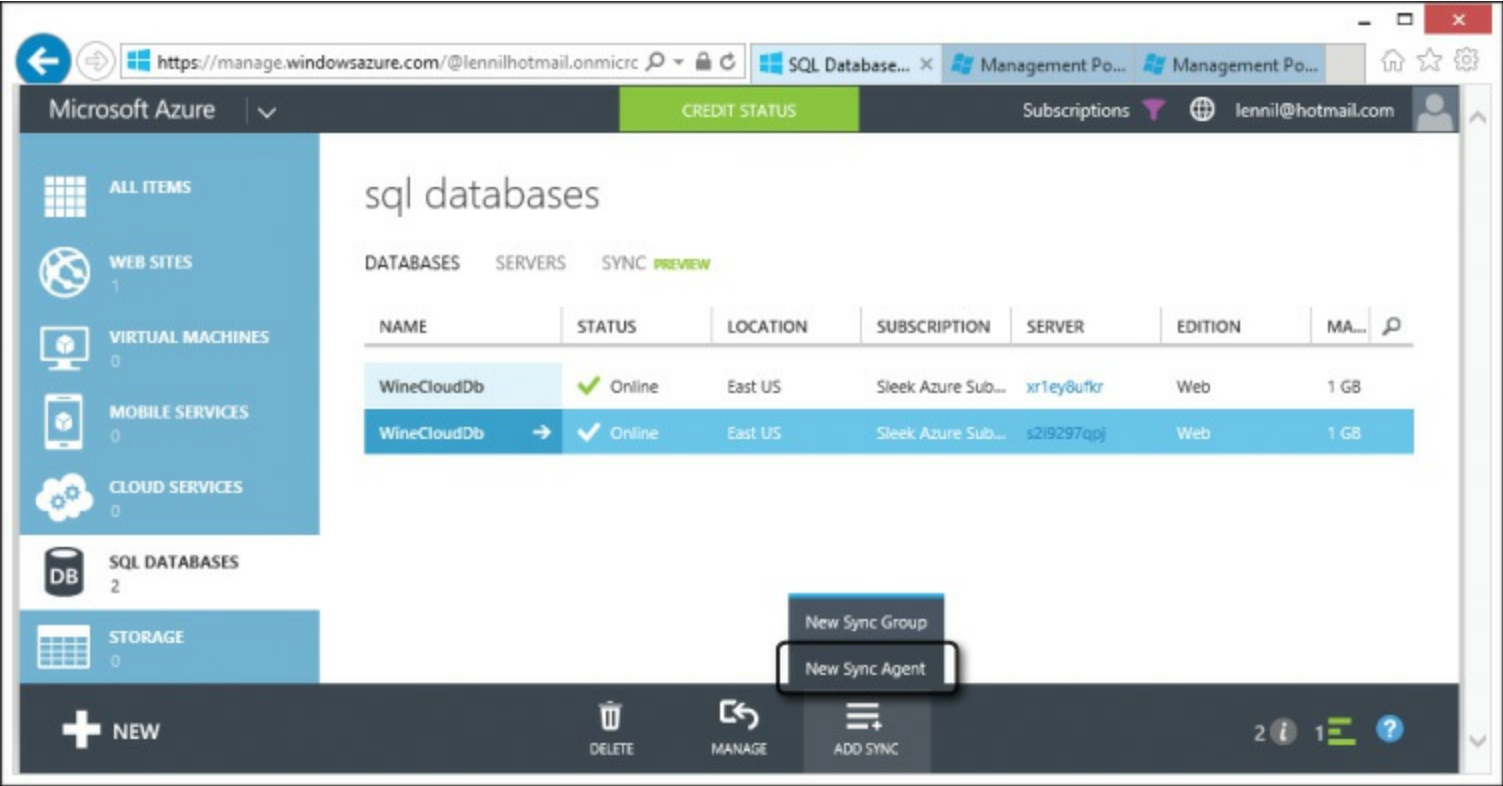 https://manage.windowsazure.com/@lennilhotmail.onmicrc
SQL Database...
Management Po...
Management Po...
Microsoft Azure
CREDIT STATUS
Subscriptions
lennil@hotmail.com
ALL ITEMS
WEB SITES
1
VIRTUAL MACHINES
0
MOBILE SERVICES
0
CLOUD SERVICES
0
DB
SQL DATABASES
2
STORAGE
0
sql databases
DATABASES SERVERS SYNC PREVIEW
NAME STATUS LOCATION SUBSCRIPTION SERVER EDITION MA...
WineCloudDb Online East US Sleek Azure Sub... xr1ey8ufkr Web 1 GB
WineCloudDb Online East US Sleek Azure Sub... s2i9297qpj Web 1 GB
New Sync Group
New Sync Agent
NEW
DELETE
MANAGE
ADD SYNC
2 i 1 ?